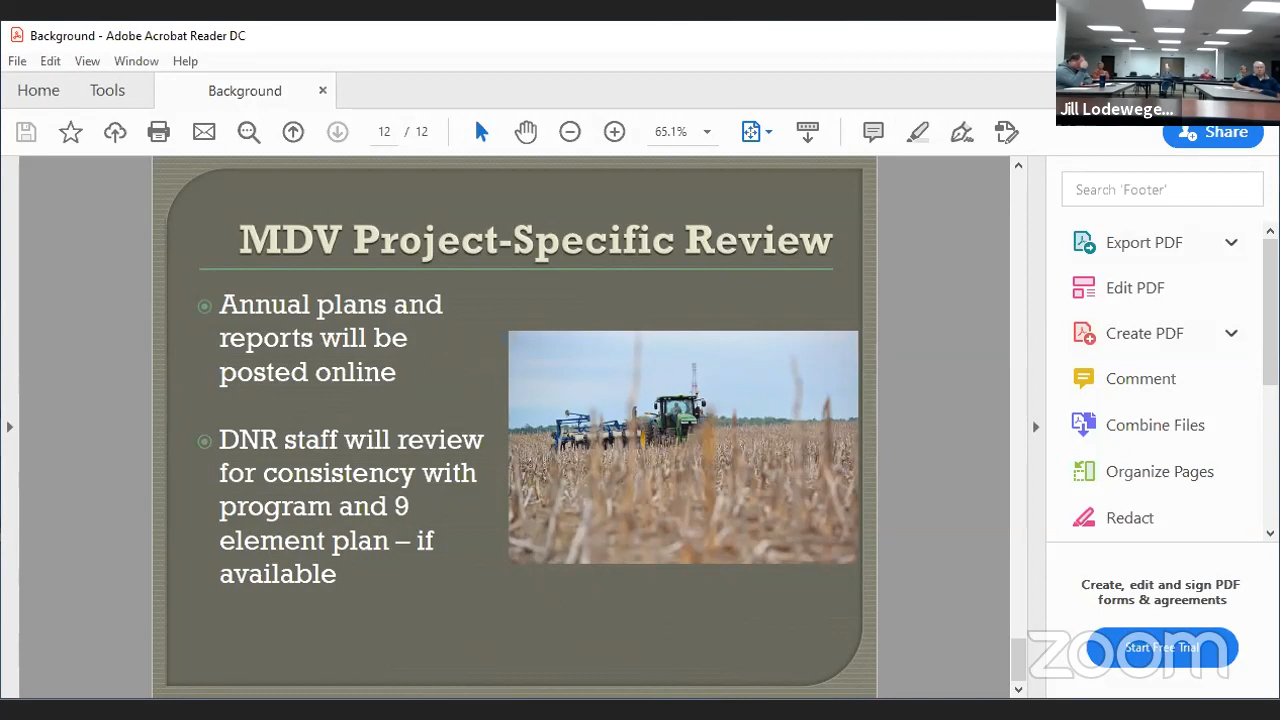 Background - Adobe Acrobat Reader DC
File Edit View Window Help
Home Tools Background ×
12 / 12 65.1% Share
Jill Lodewege...
MDV Project-Specific Review
Annual plans and
reports will be
posted online
DNR staff will review
for consistency with
program and 9
element plan – if
available
Search 'Footer'
Export PDF
Edit PDF
Create PDF
Comment
Combine Files
Organize Pages
Redact
Create, edit and sign PDF
forms & agreements
Start Free Trial
zoom